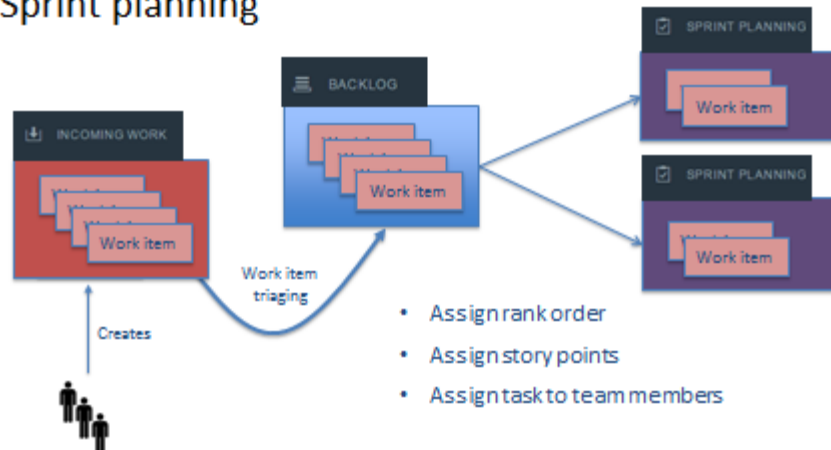 Sprint planning
SPRINT PLANNING
Work item
BACKLOG
Work item
INCOMING WORK
Work item
SPRINT PLANNING
Work item
Work item
triaging
Creates
• Assign rank order
• Assign story points
• Assign task to team members